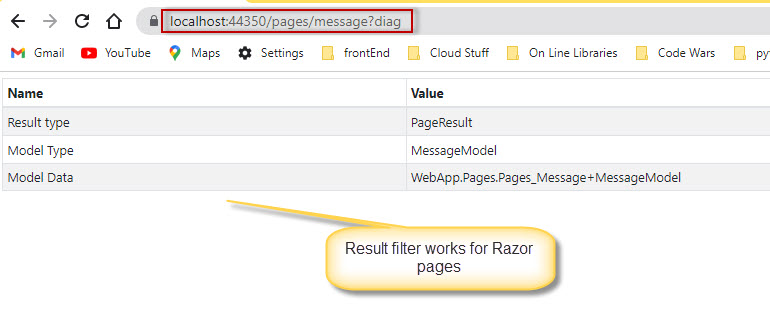 localhost:44350/pages/message?diag
Gmail YouTube Maps Settings frontEnd Cloud Stuff On Line Libraries Code Wars py
Name Value
Result type PageResult
Model Type MessageModel
Model Data WebApp.Pages.Pages_Message+MessageModel
Result filter works for Razor
pages